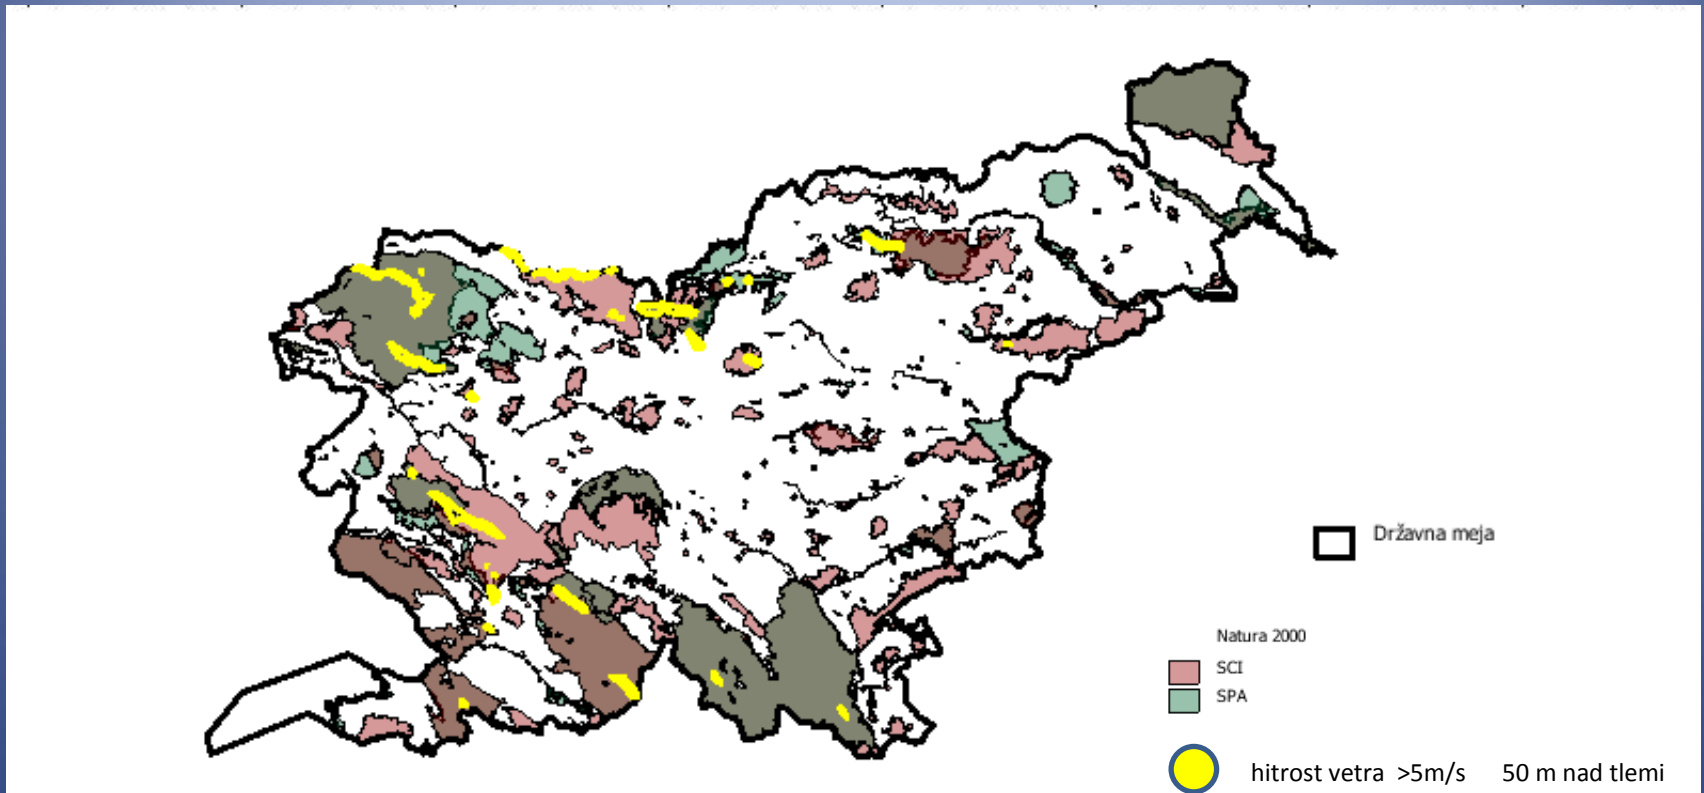 Državna meja
Natura 2000
SCI
SPA
hitrost vetra >5m/s 50 m nad tlemi